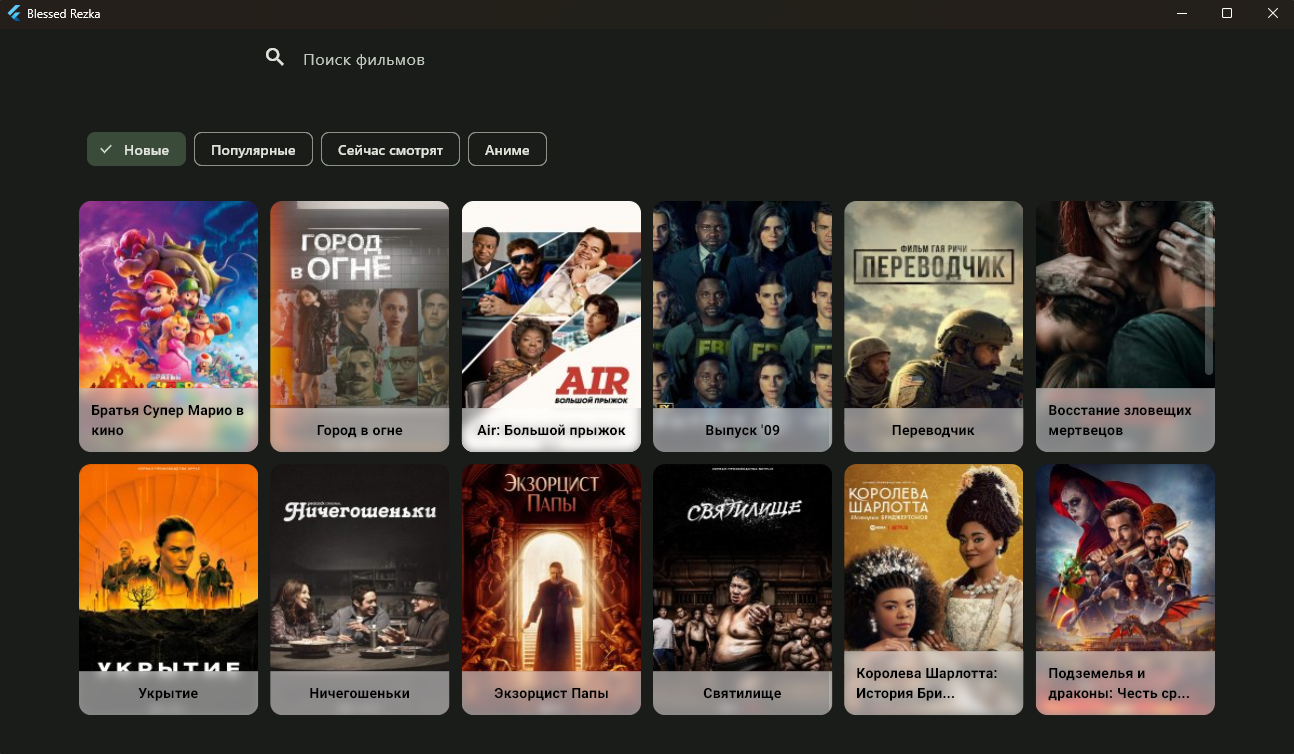 Blessed Rezka
Поиск фильмов
Новые
Популярные
Сейчас смотрят
Аниме
БРАТЬЯ
СУПЕР
Братья Супер Марио в
кино
ГОРОД
В ОГНЕ
Город в огне
AIR
БОЛЬШОЙ ПРЫЖОК
Air: Большой прыжок
FBI
Выпуск '09
ФИЛЬМ ГАЯ РИЧИ
ПЕРЕВОДЧИК
Переводчик
Восстание зловещих
мертвецов
УКРЫТИЕ
Укрытие
Ничегошеньки
Ничегошеньки
ЭКЗОРЦИСТ
ПАПЫ
Экзорцист Папы
СВЯТИЛИЩЕ
Святилище
КОРОЛЕВА
ШАРЛОТТА
История Бриджертонов
Королева Шарлотта:
История Бри...
Подземелья и
драконы: Честь ср...